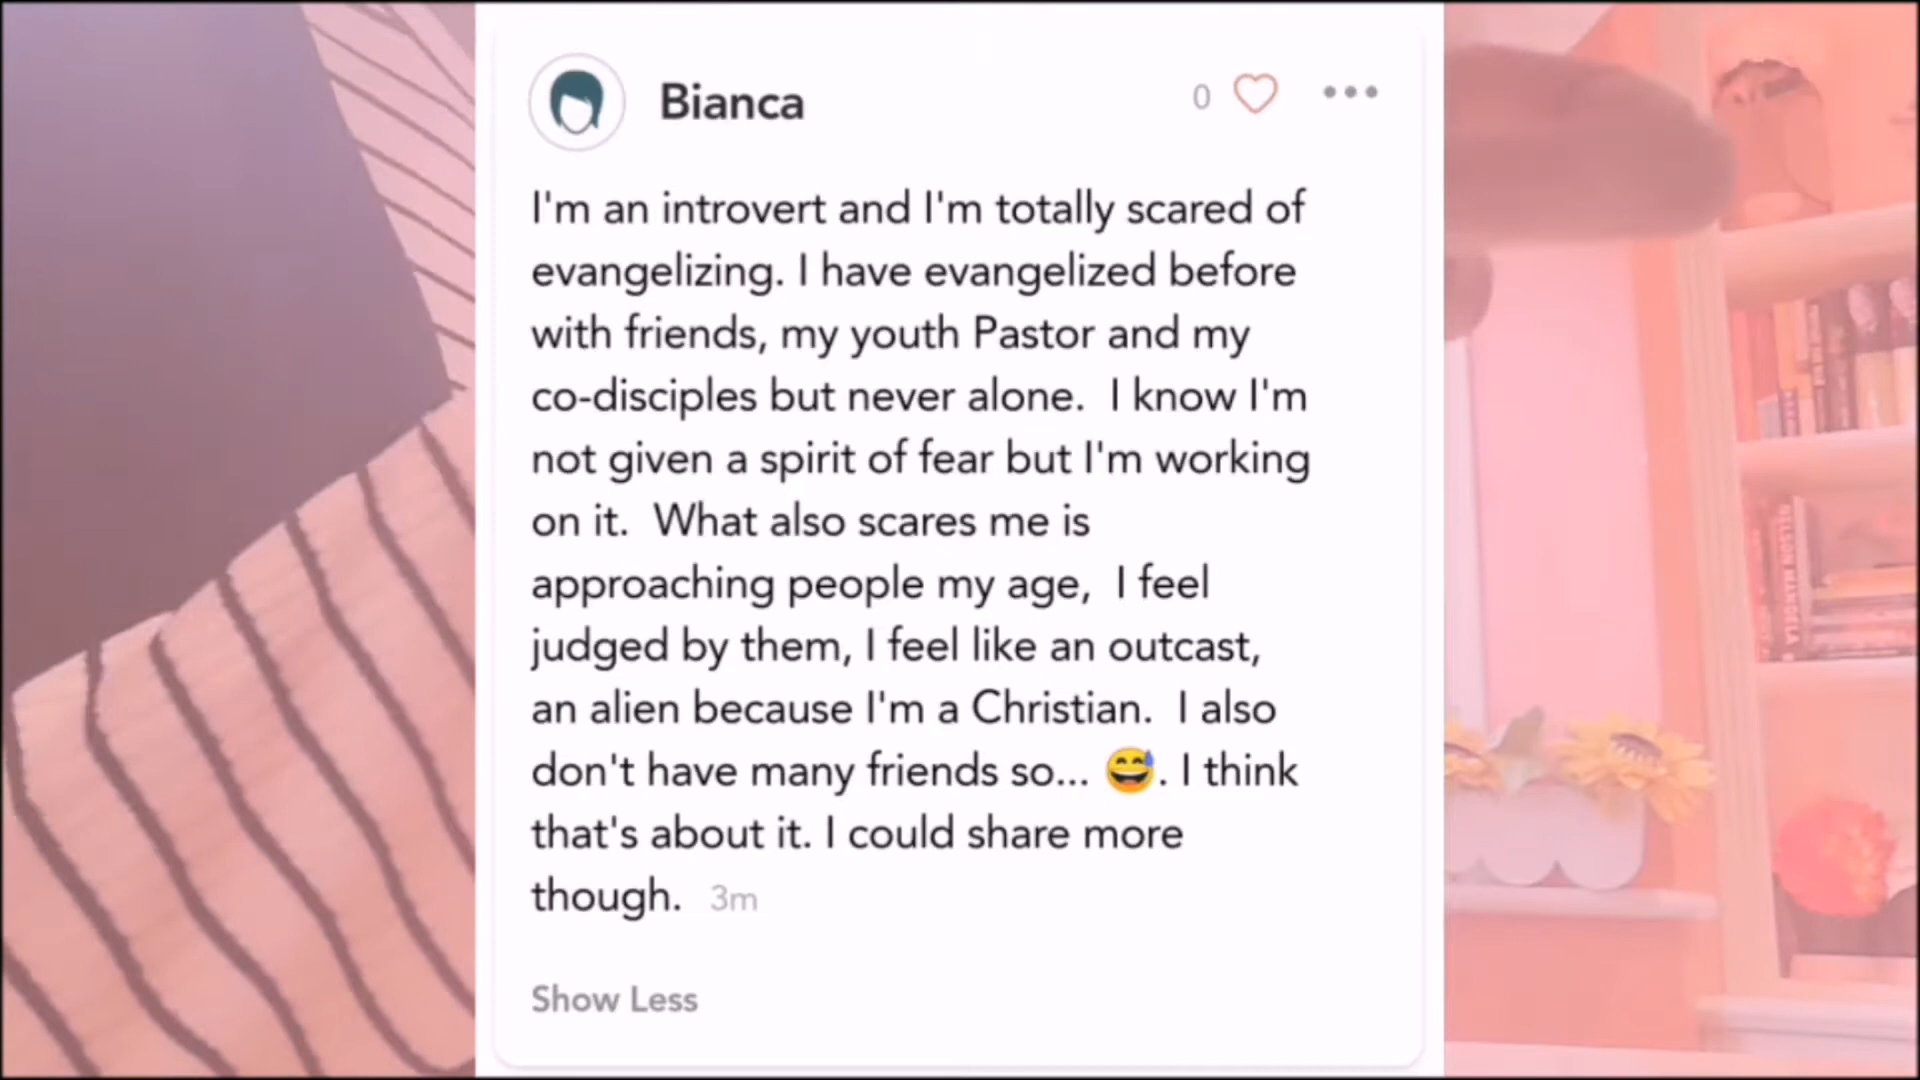 Bianca
0
I'm an introvert and I'm totally scared of
evangelizing. I have evangelized before
with friends, my youth Pastor and my
co-disciples but never alone.  I know I'm
not given a spirit of fear but I'm working
on it.  What also scares me is
approaching people my age,  I feel
judged by them, I feel like an outcast,
an alien because I'm a Christian.  I also
don't have many friends so... 😅. I think
that's about it. I could share more
though. 3m
Show Less
NELSON MANDELA